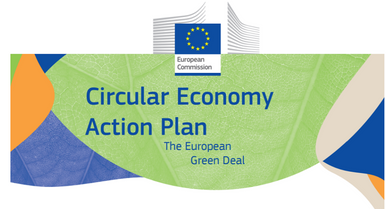 European
Commission
Circular Economy
Action Plan
The European
Green Deal